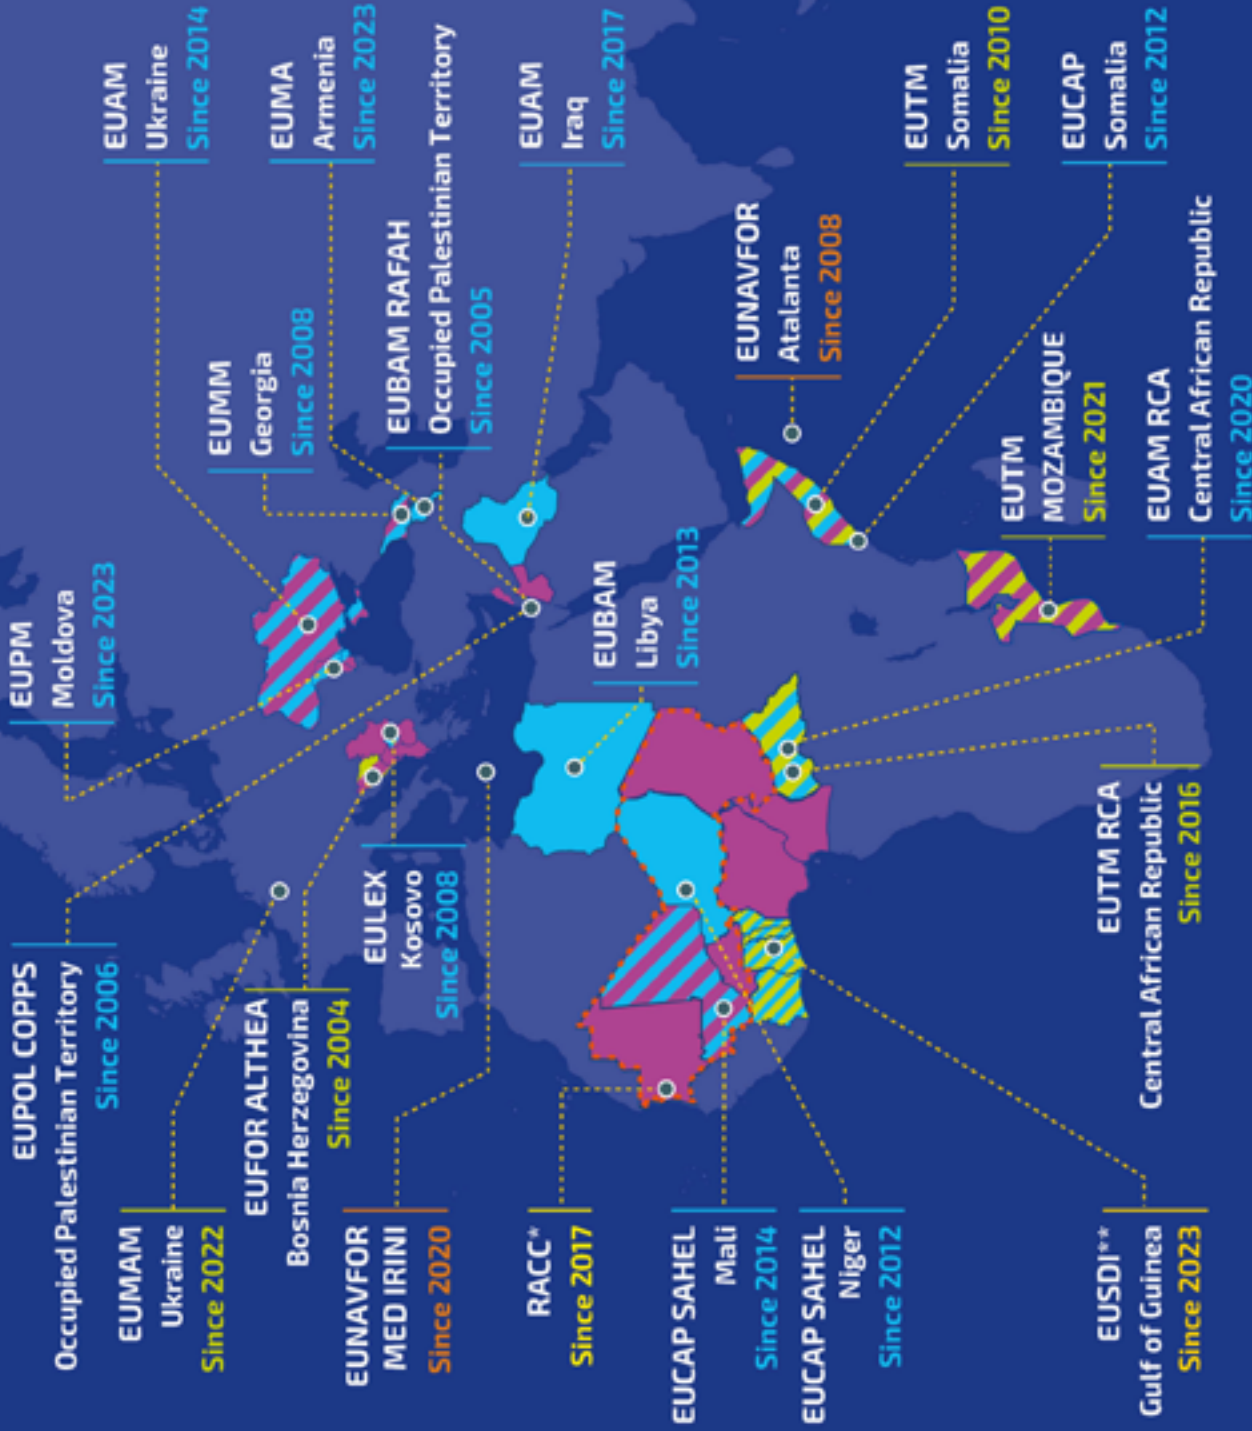 EUPOL COPPS
Occupied Palestinian Territory
Since 2006
EUMAM
Ukraine
Since 2022
EUFOR ALTHEA
Bosnia Herzegovina
Since 2004
EUNAVFOR
MED IRINI
Since 2020
EULEX
Kosovo
Since 2008
RACC*
Since 2017
EUCAP SAHEL
Mali
Since 2014
EUCAP SAHEL
Niger
Since 2012
EUSDI**
Gulf of Guinea
Since 2023
EUTM RCA
Central African Republic
Since 2016
EUPM
Moldova
Since 2023
EUBAM
Libya
Since 2013
EUAM
Ukraine
Since 2014
EUMM
Georgia
Since 2008
EUMA
Armenia
Since 2023
EUBAM RAFAH
Occupied Palestinian Territory
Since 2005
EUAM
Iraq
Since 2017
EUNAVFOR
Atalanta
Since 2008
EUTM
Somalia
Since 2010
EUCAP
Somalia
Since 2012
EUTM
MOZAMBIQUE
Since 2021
EUAM RCA
Central African Republic
Since 2020